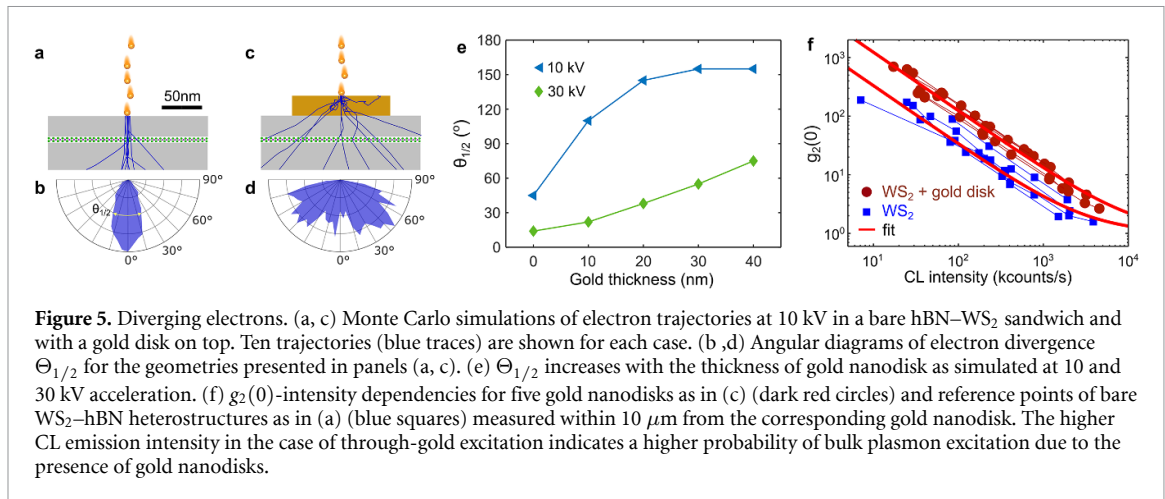 a
50nm
b
90°
60°
30°
0°
θ1/2
c
d
90°
60°
30°
0°
e
180
150
120
90
60
30
0
θ1/2 (°)
10 kV
30 kV
0 10 20 30 40
Gold thickness (nm)
f
10³
10²
10¹
10⁰
g₂(0)
WS₂ + gold disk
WS₂
fit
10¹ 10² 10³ 10⁴
CL intensity (kcounts/s)
Figure 5. Diverging electrons. (a, c) Monte Carlo simulations of electron trajectories at 10 kV in a bare hBN–WS₂ sandwich and
with a gold disk on top. Ten trajectories (blue traces) are shown for each case. (b ,d) Angular diagrams of electron divergence
Θ1/2 for the geometries presented in panels (a, c). (e) Θ1/2 increases with the thickness of gold nanodisk as simulated at 10 and
30 kV acceleration. (f) g₂(0)-intensity dependencies for five gold nanodisks as in (c) (dark red circles) and reference points of bare
WS₂–hBN heterostructures as in (a) (blue squares) measured within 10 μm from the corresponding gold nanodisk. The higher
CL emission intensity in the case of through-gold excitation indicates a higher probability of bulk plasmon excitation due to the
presence of gold nanodisks.